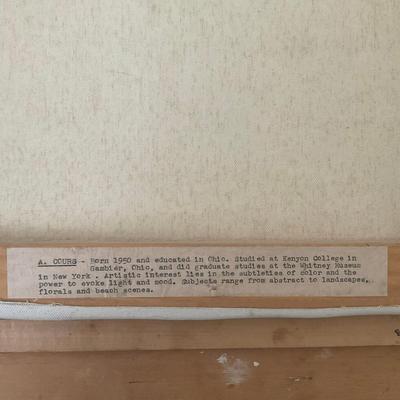 A. COURS - Born 1950 and educated in Ohio. Studied at Kenyon College in
Gambier, Ohio, and did graduate studies at the Whitney Museum
in New York . Artistic interest lies in the subtleties of color and the
power to evoke light and mood. Subjects range from abstract to landscapes,
florals and beach scenes.